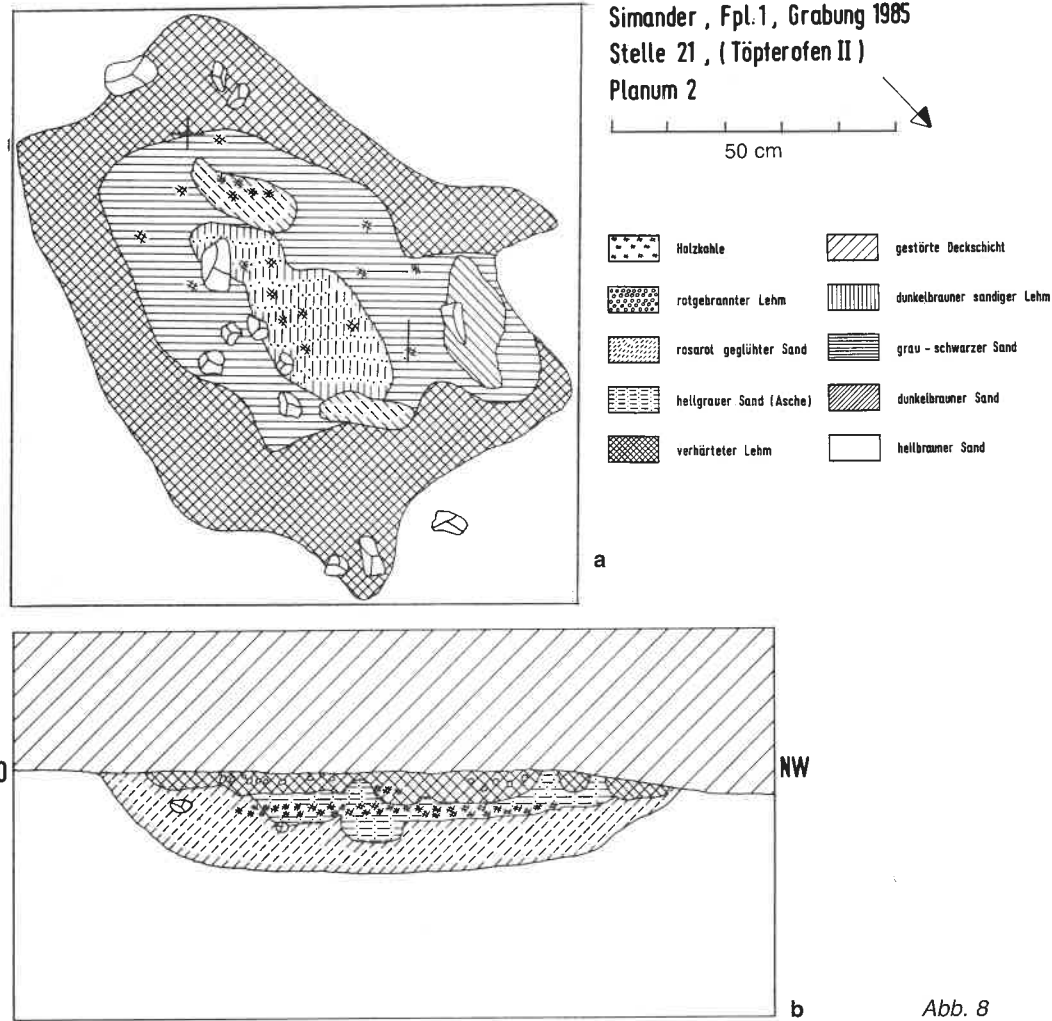 Simander, Fpl. 1, Grabung 1985
Stelle 21, (Töpferofen II)
Planum 2
50 cm
Holzkohle
rotgebrannter Lehm
rosarot geglühter Sand
hellgrauer Sand (Asche)
verhärteter Lehm
gestörte Deckschicht
dunkelbrauner sandiger Lehm
grau - schwarzer Sand
dunkelbrauner Sand
hellbrauner Sand
a
NW
b
Abb. 8